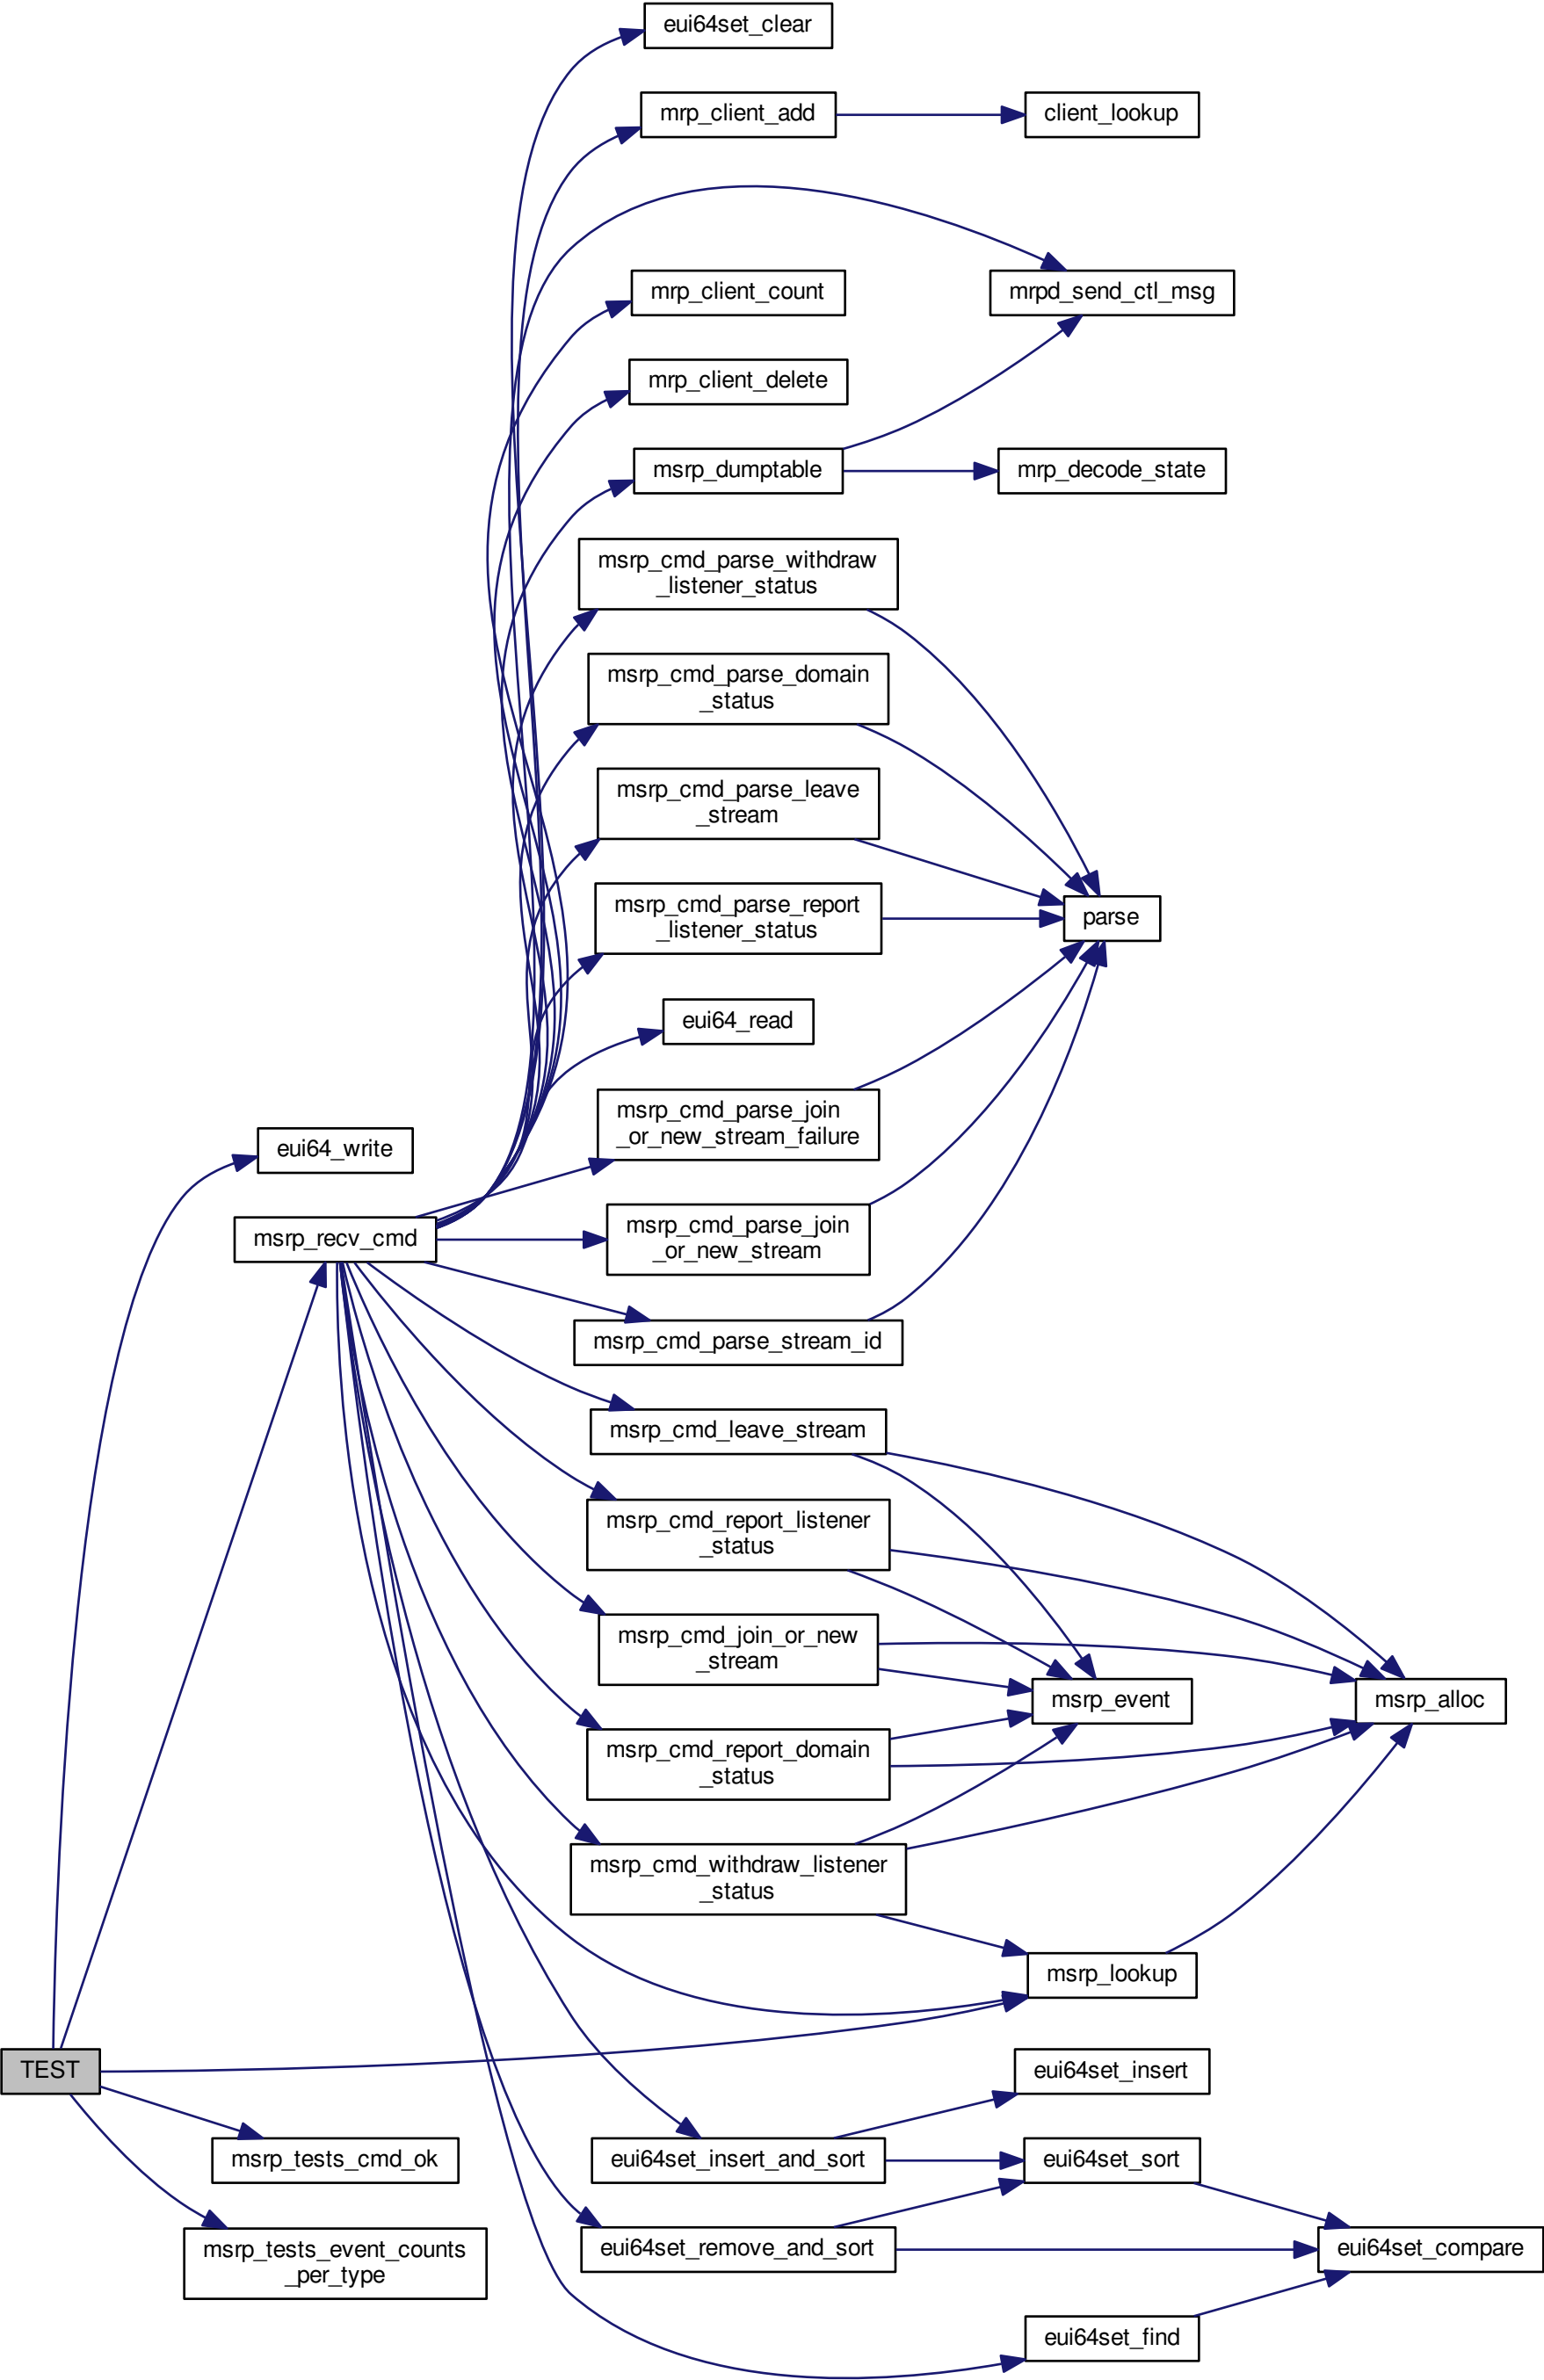 eui64set_clear
mrp_client_add
client_lookup
mrp_client_count
mrpd_send_ctl_msg
mrp_client_delete
msrp_dumptable
mrp_decode_state
msrp_cmd_parse_withdraw
_listener_status
msrp_cmd_parse_domain
_status
msrp_cmd_parse_leave
_stream
msrp_cmd_parse_report
_listener_status
parse
eui64_read
msrp_cmd_parse_join
_or_new_stream_failure
eui64_write
msrp_recv_cmd
msrp_cmd_parse_join
_or_new_stream
msrp_cmd_parse_stream_id
msrp_cmd_leave_stream
msrp_cmd_report_listener
_status
msrp_cmd_join_or_new
_stream
msrp_event
msrp_alloc
msrp_cmd_report_domain
_status
msrp_cmd_withdraw_listener
_status
msrp_lookup
TEST
eui64set_insert
msrp_tests_cmd_ok
eui64set_insert_and_sort
eui64set_sort
msrp_tests_event_counts
_per_type
eui64set_remove_and_sort
eui64set_compare
eui64set_find